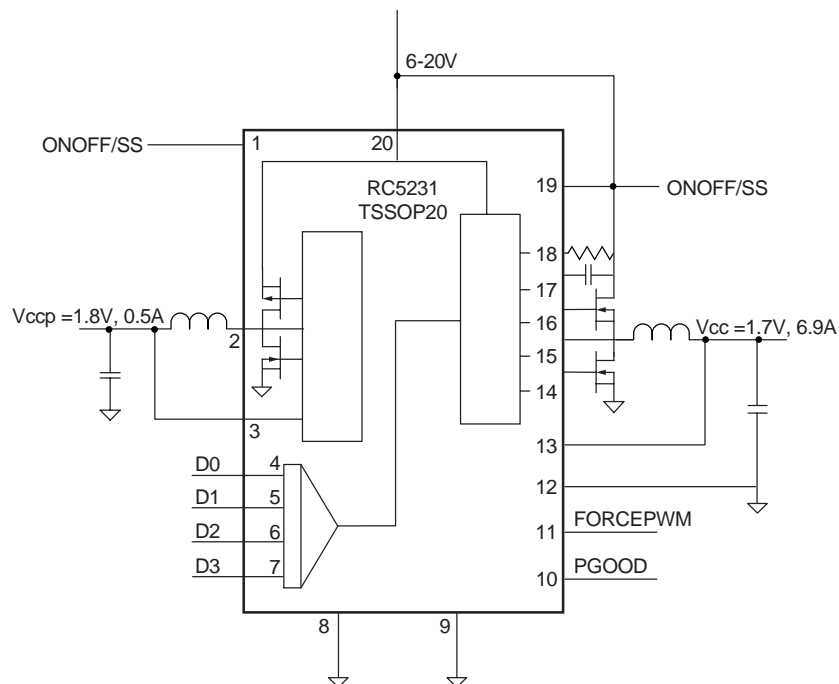 6-20V
ONOFF/SS
1
20
RC5231
TSSOP20
19
ONOFF/SS
18
17
16
15
14
Vccp =1.8V, 0.5A
2
Vcc = 1.7V, 6.9A
3
13
D0
4
D1
5
D2
6
D3
7
12
11
FORCEPWM
10
PGOOD
8
9